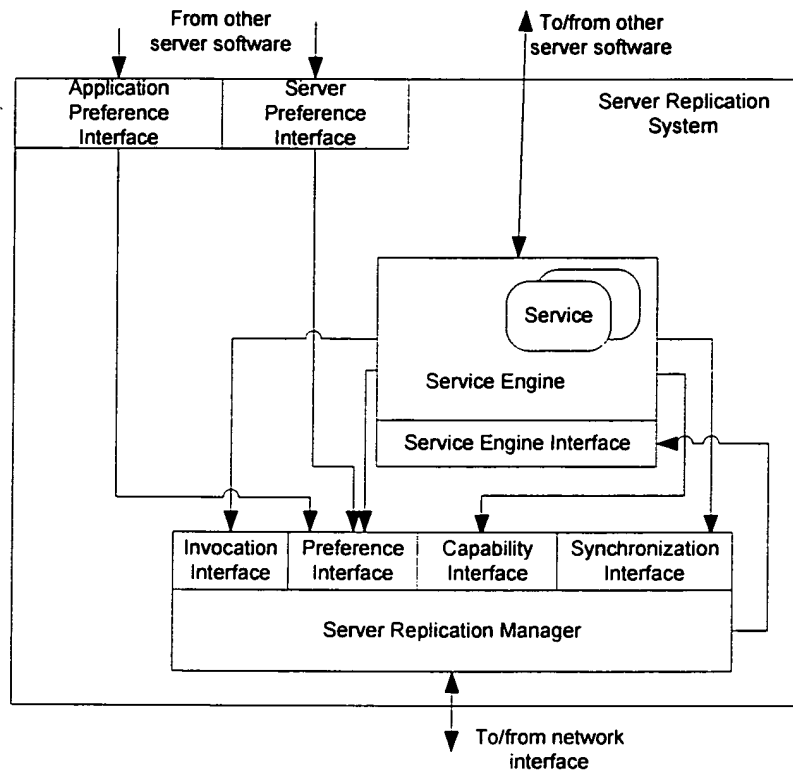 From other
server software
To/from other
server software
Application
Preference
Interface
Server
Preference
Interface
Server Replication
System
Service
Service Engine
Service Engine Interface
Invocation
Interface
Preference
Interface
Capability
Interface
Synchronization
Interface
Server Replication Manager
To/from network
interface